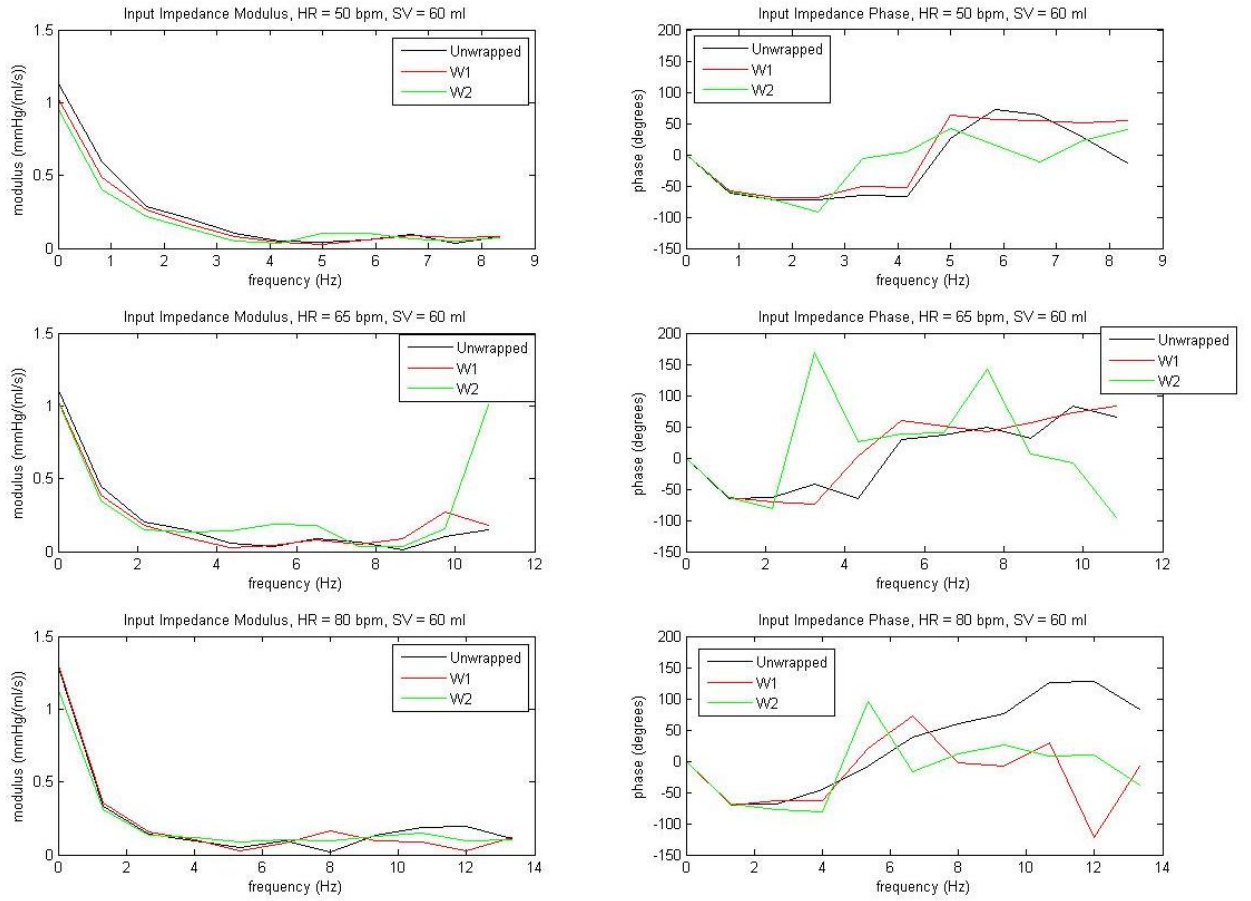 Input Impedance Modulus, HR = 50 bpm, SV = 60 ml
1.5
1
0.5
0
modulus (mmHg/(ml/s))
Unwrapped
W1
W2
0 1 2 3 4 5 6 7 8 9
frequency (Hz)
Input Impedance Phase, HR = 50 bpm, SV = 60 ml
200
150
100
50
0
-50
-100
-150
phase (degrees)
Unwrapped
W1
W2
0 1 2 3 4 5 6 7 8 9
frequency (Hz)
Input Impedance Modulus, HR = 65 bpm, SV = 60 ml
1.5
1
0.5
0
modulus (mmHg/(ml/s))
Unwrapped
W1
W2
0 2 4 6 8 10 12
frequency (Hz)
Input Impedance Phase, HR = 65 bpm, SV = 60 ml
200
150
100
50
0
-50
-100
-150
phase (degrees)
Unwrapped
W1
W2
0 2 4 6 8 10 12
frequency (Hz)
Input Impedance Modulus, HR = 80 bpm, SV = 60 ml
1.5
1
0.5
0
modulus (mmHg/(ml/s))
Unwrapped
W1
W2
0 2 4 6 8 10 12 14
frequency (Hz)
Input Impedance Phase, HR = 80 bpm, SV = 60 ml
200
150
100
50
0
-50
-100
-150
phase (degrees)
Unwrapped
W1
W2
0 2 4 6 8 10 12 14
frequency (Hz)